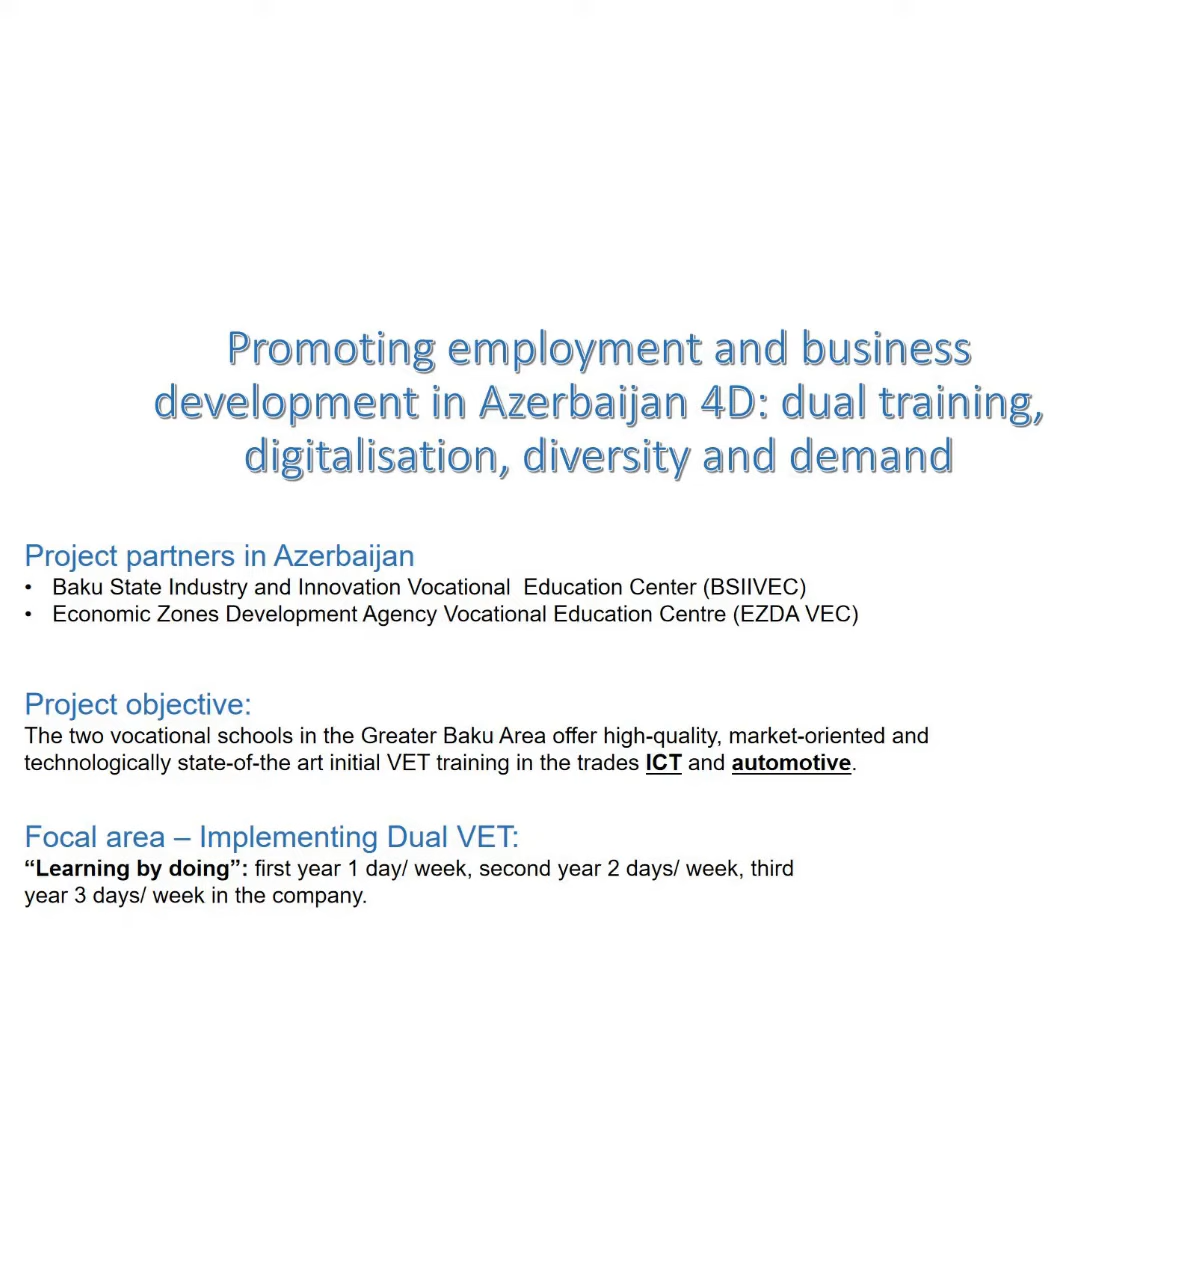 Promoting employment and business
development in Azerbaijan 4D: dual training,
digitalisation, diversity and demand
Project partners in Azerbaijan
• Baku State Industry and Innovation Vocational  Education Center (BSIIVEC)
• Economic Zones Development Agency Vocational Education Centre (EZDA VEC)
Project objective:
The two vocational schools in the Greater Baku Area offer high-quality, market-oriented and
technologically state-of-the art initial VET training in the trades ICT and automotive.
Focal area – Implementing Dual VET:
“Learning by doing”: first year 1 day/ week, second year 2 days/ week, third
year 3 days/ week in the company.